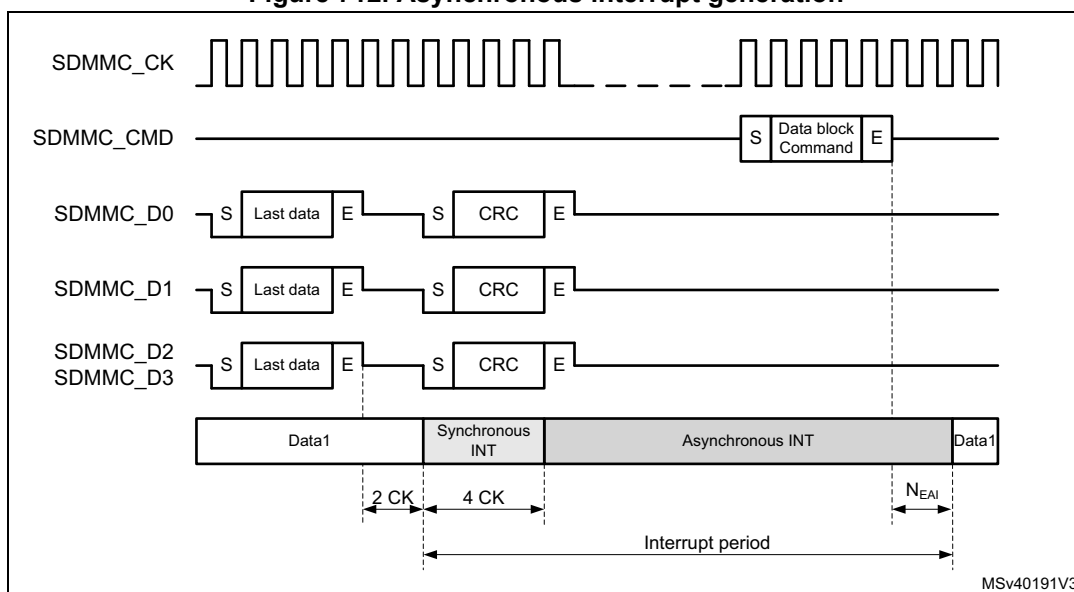 Figure 712. Asynchronous interrupt generation
SDMMC_CK
SDMMC_CMD
S
Data block
Command
E
SDMMC_D0
S
Last data
E
S
CRC
E
SDMMC_D1
S
Last data
E
S
CRC
E
SDMMC_D2
SDMMC_D3
S
Last data
E
S
CRC
E
Data1
Synchronous
INT
Asynchronous INT
Data1
2 CK
4 CK
NEAI
Interrupt period
MSv40191V3